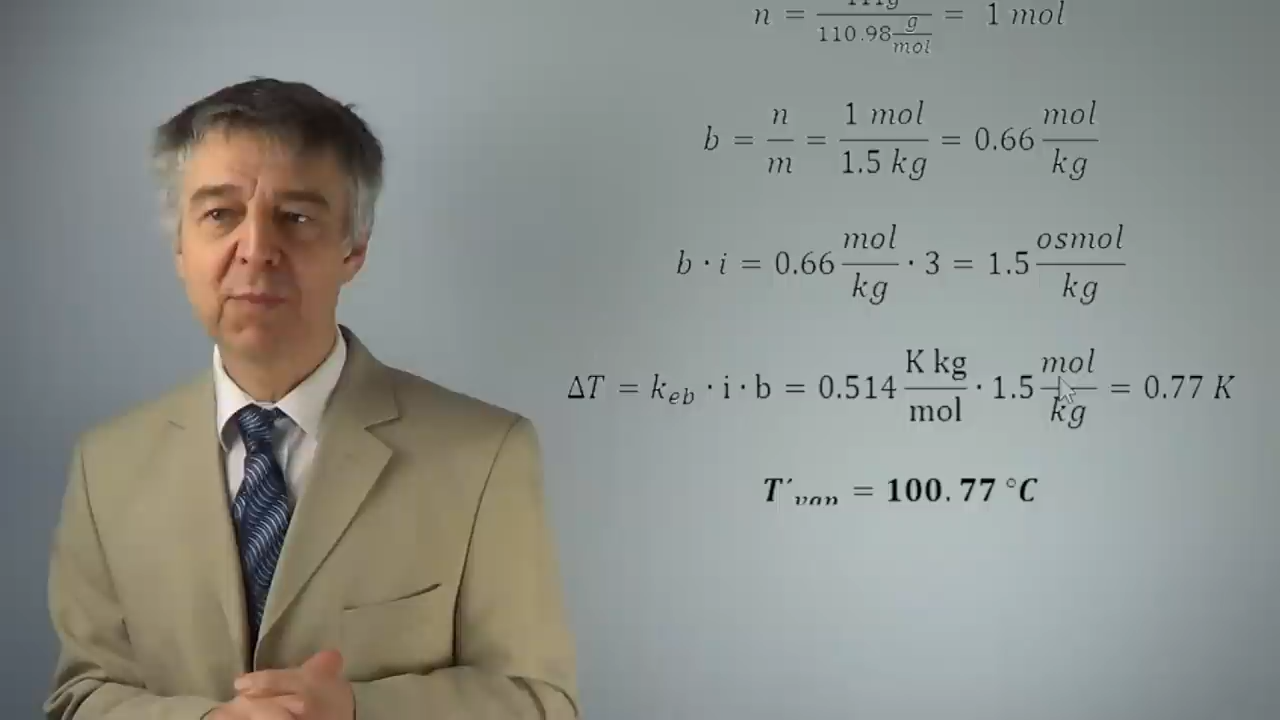 n = 111g / 110.98 g/mol = 1 mol
b = n/m = 1 mol / 1.5 kg = 0.66 mol/kg
b · i = 0.66 mol/kg · 3 = 1.5 osmol/kg
ΔT = k_eb · i · b = 0.514 K kg/mol · 1.5 mol/kg = 0.77 K
T´_vap = 100.77 °C